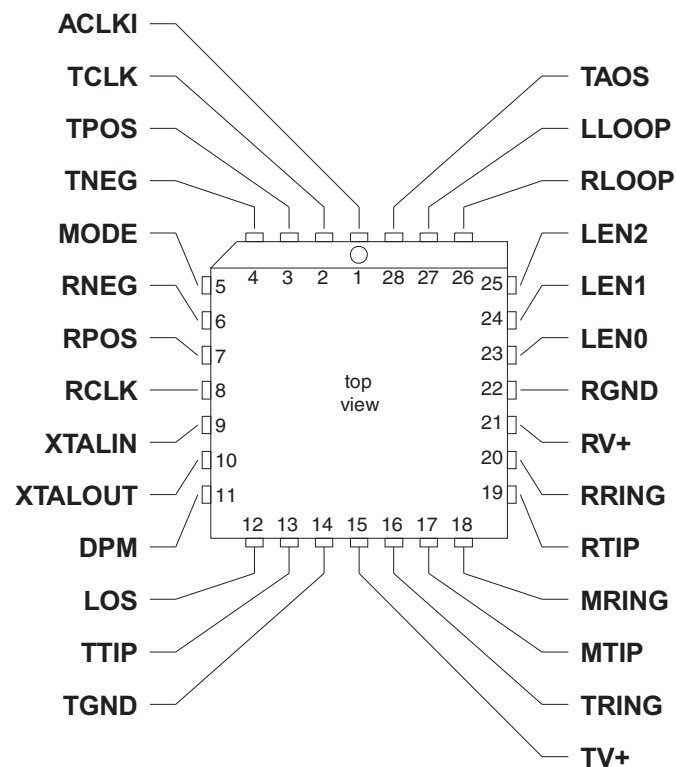 ACLKI
TCLK
TPOS
TNEG
MODE
RNEG
RPOS
RCLK
XTALIN
XTALOUT
DPM
LOS
TTIP
TGND
TAOS
LLOOP
RLOOP
LEN2
LEN1
LEN0
RGND
RV+
RRING
RTIP
MRING
MTIP
TRING
TV+
4 3 2 1 28 27 26
5
6
7
8
9
10
11
25
24
23
22
21
20
19
top
view
12 13 14 15 16 17 18